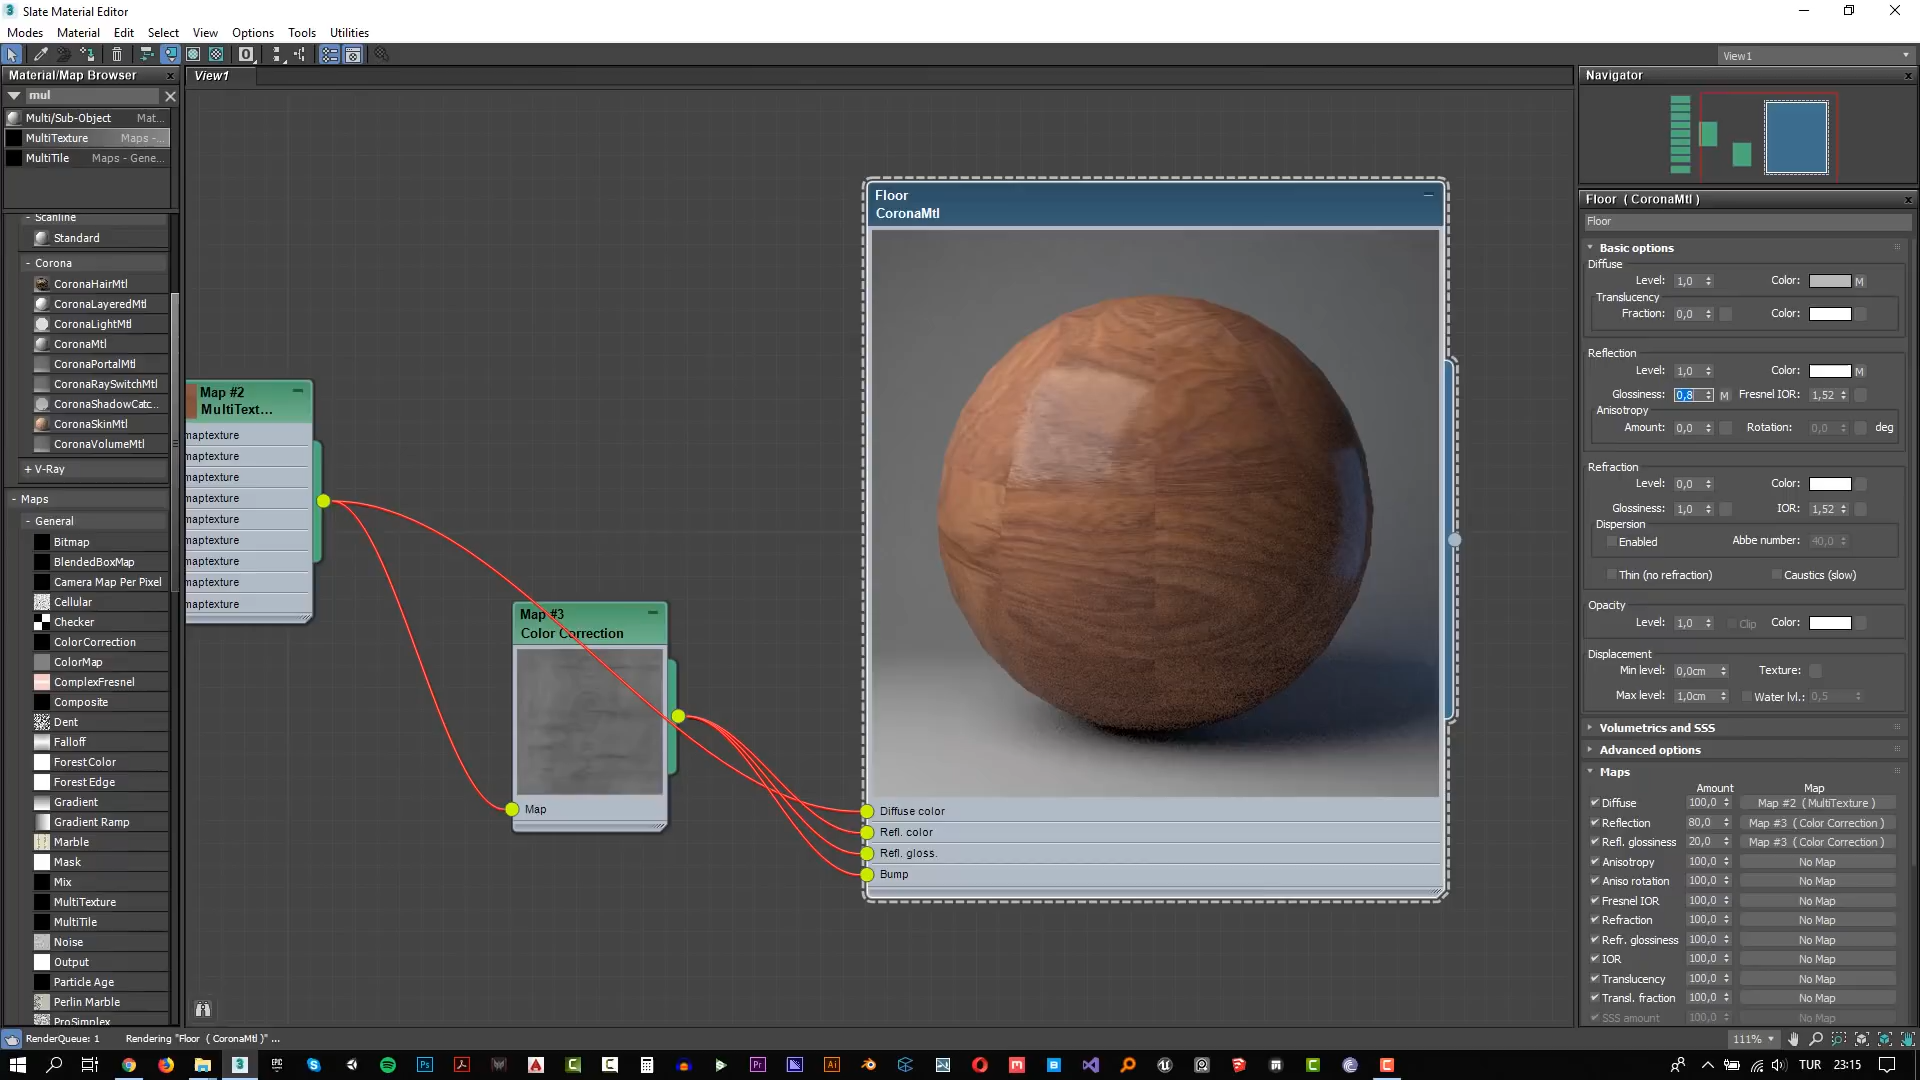 Slate Material Editor
Modes Material Edit Select View Options Tools Utilities
View1
Material/Map Browser
mul
Multi/Sub-Object Mat...
MultiTexture Maps -...
MultiTile Maps - Gene...
- Scanline
Standard
- Corona
CoronaHairMtl
CoronaLayeredMtl
CoronaLightMtl
CoronaMtl
CoronaPortalMtl
CoronaRaySwitchMtl
CoronaShadowCatc...
CoronaSkinMtl
CoronaVolumeMtl
+ V-Ray
- Maps
- General
Bitmap
BlendedBoxMap
Camera Map Per Pixel
Cellular
Checker
ColorCorrection
ColorMap
ComplexFresnel
Composite
Dent
Falloff
ForestColor
Forest Edge
Gradient
Gradient Ramp
Marble
Mask
Mix
MultiTexture
MultiTile
Noise
Output
Particle Age
Perlin Marble
ProSimplex
View1
Map #2
MultiText...
maptexture
maptexture
maptexture
maptexture
maptexture
maptexture
maptexture
maptexture
maptexture
Map #3
Color Correction
Map
Floor
CoronaMtl
Diffuse color
Refl. color
Refl. gloss.
Bump
Navigator
Floor ( CoronaMtl )
Floor
Basic options
Diffuse
Level: 1,0 Color: M
Translucency
Fraction: 0,0 Color:
Reflection
Level: 1,0 Color: M
Glossiness: 0,8 M Fresnel IOR: 1,52
Anisotropy
Amount: 0,0 Rotation: 0,0 deg
Refraction
Level: 0,0 Color:
Glossiness: 1,0 IOR: 1,52
Dispersion
Enabled Abbe number: 40,0
Thin (no refraction) Caustics (slow)
Opacity
Level: 1,0 Clip Color:
Displacement
Min level: 0,0cm Texture:
Max level: 1,0cm Water lvl.: 0,5
Volumetrics and SSS
Advanced options
Maps
Amount Map
Diffuse 100,0 Map #2 ( MultiTexture )
Reflection 80,0 Map #3 ( Color Correction )
Refl. glossiness 20,0 Map #3 ( Color Correction )
Anisotropy 100,0 No Map
Aniso rotation 100,0 No Map
Fresnel IOR 100,0 No Map
Refraction 100,0 No Map
Refr. glossiness 100,0 No Map
IOR 100,0 No Map
Translucency 100,0 No Map
Transl. fraction 100,0 No Map
SSS amount 100,0 No Map
RenderQueue: 1 Rendering "Floor ( CoronaMtl )" ...
111%
TUR 23:15